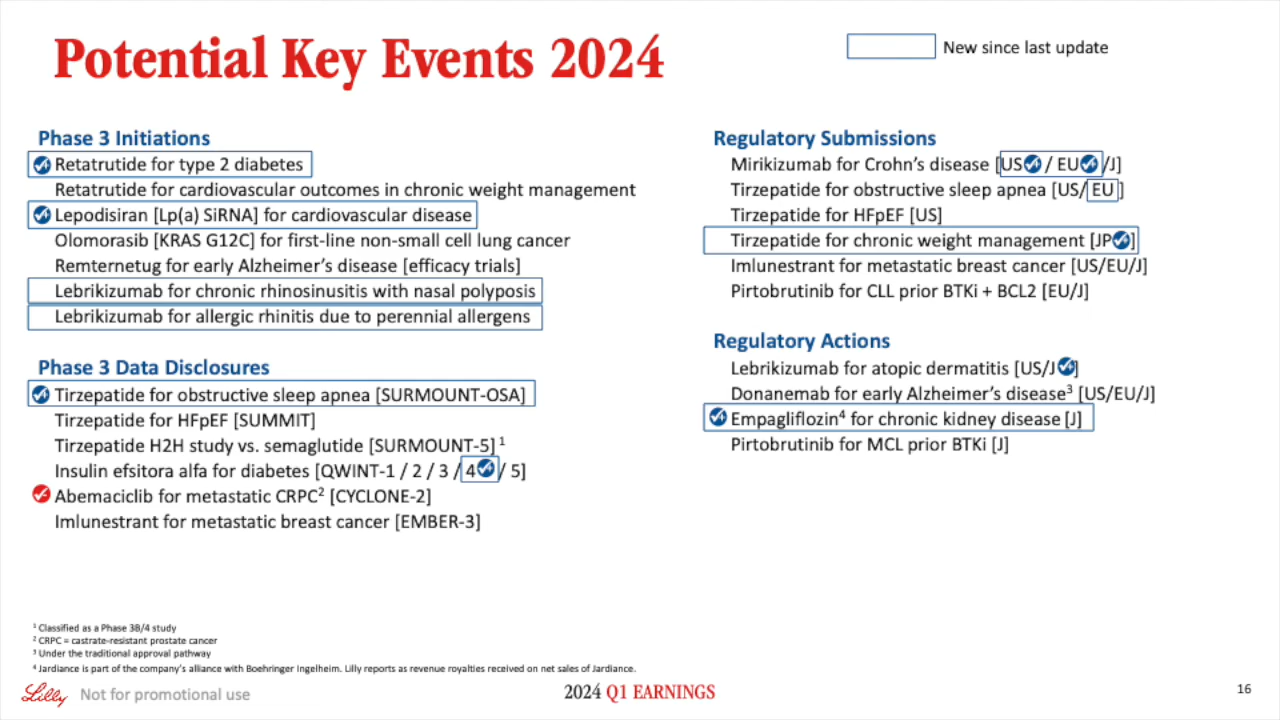 Potential Key Events 2024
New since last update
Phase 3 Initiations
Retatrutide for type 2 diabetes
Retatrutide for cardiovascular outcomes in chronic weight management
Lepodisiran [Lp(a) SiRNA] for cardiovascular disease
Olomorasib [KRAS G12C] for first-line non-small cell lung cancer
Remternetug for early Alzheimer's disease [efficacy trials]
Lebrikizumab for chronic rhinosinusitis with nasal polyposis
Lebrikizumab for allergic rhinitis due to perennial allergens
Phase 3 Data Disclosures
Tirzepatide for obstructive sleep apnea [SURMOUNT-OSA]
Tirzepatide for HFpEF [SUMMIT]
Tirzepatide H2H study vs. semaglutide [SURMOUNT-5]¹
Insulin efsitora alfa for diabetes [QWINT-1 / 2 / 3 / 4 / 5]
Abemaciclib for metastatic CRPC² [CYCLONE-2]
Imlunestrant for metastatic breast cancer [EMBER-3]
Regulatory Submissions
Mirikizumab for Crohn's disease [US / EU /J]
Tirzepatide for obstructive sleep apnea [US/ EU ]
Tirzepatide for HFpEF [US]
Tirzepatide for chronic weight management [JP ]
Imlunestrant for metastatic breast cancer [US/EU/J]
Pirtobrutinib for CLL prior BTKi + BCL2 [EU/J]
Regulatory Actions
Lebrikizumab for atopic dermatitis [US/J ]
Donanemab for early Alzheimer's disease³ [US/EU/J]
Empagliflozin⁴ for chronic kidney disease [J]
Pirtobrutinib for MCL prior BTKi [J]
¹ Classified as a Phase 3B/4 study
² CRPC = castrate-resistant prostate cancer
³ Under the traditional approval pathway
⁴ Jardiance is part of the company's alliance with Boehringer Ingelheim. Lilly reports as revenue royalties received on net sales of Jardiance.
Lilly
Not for promotional use
2024 Q1 EARNINGS
16